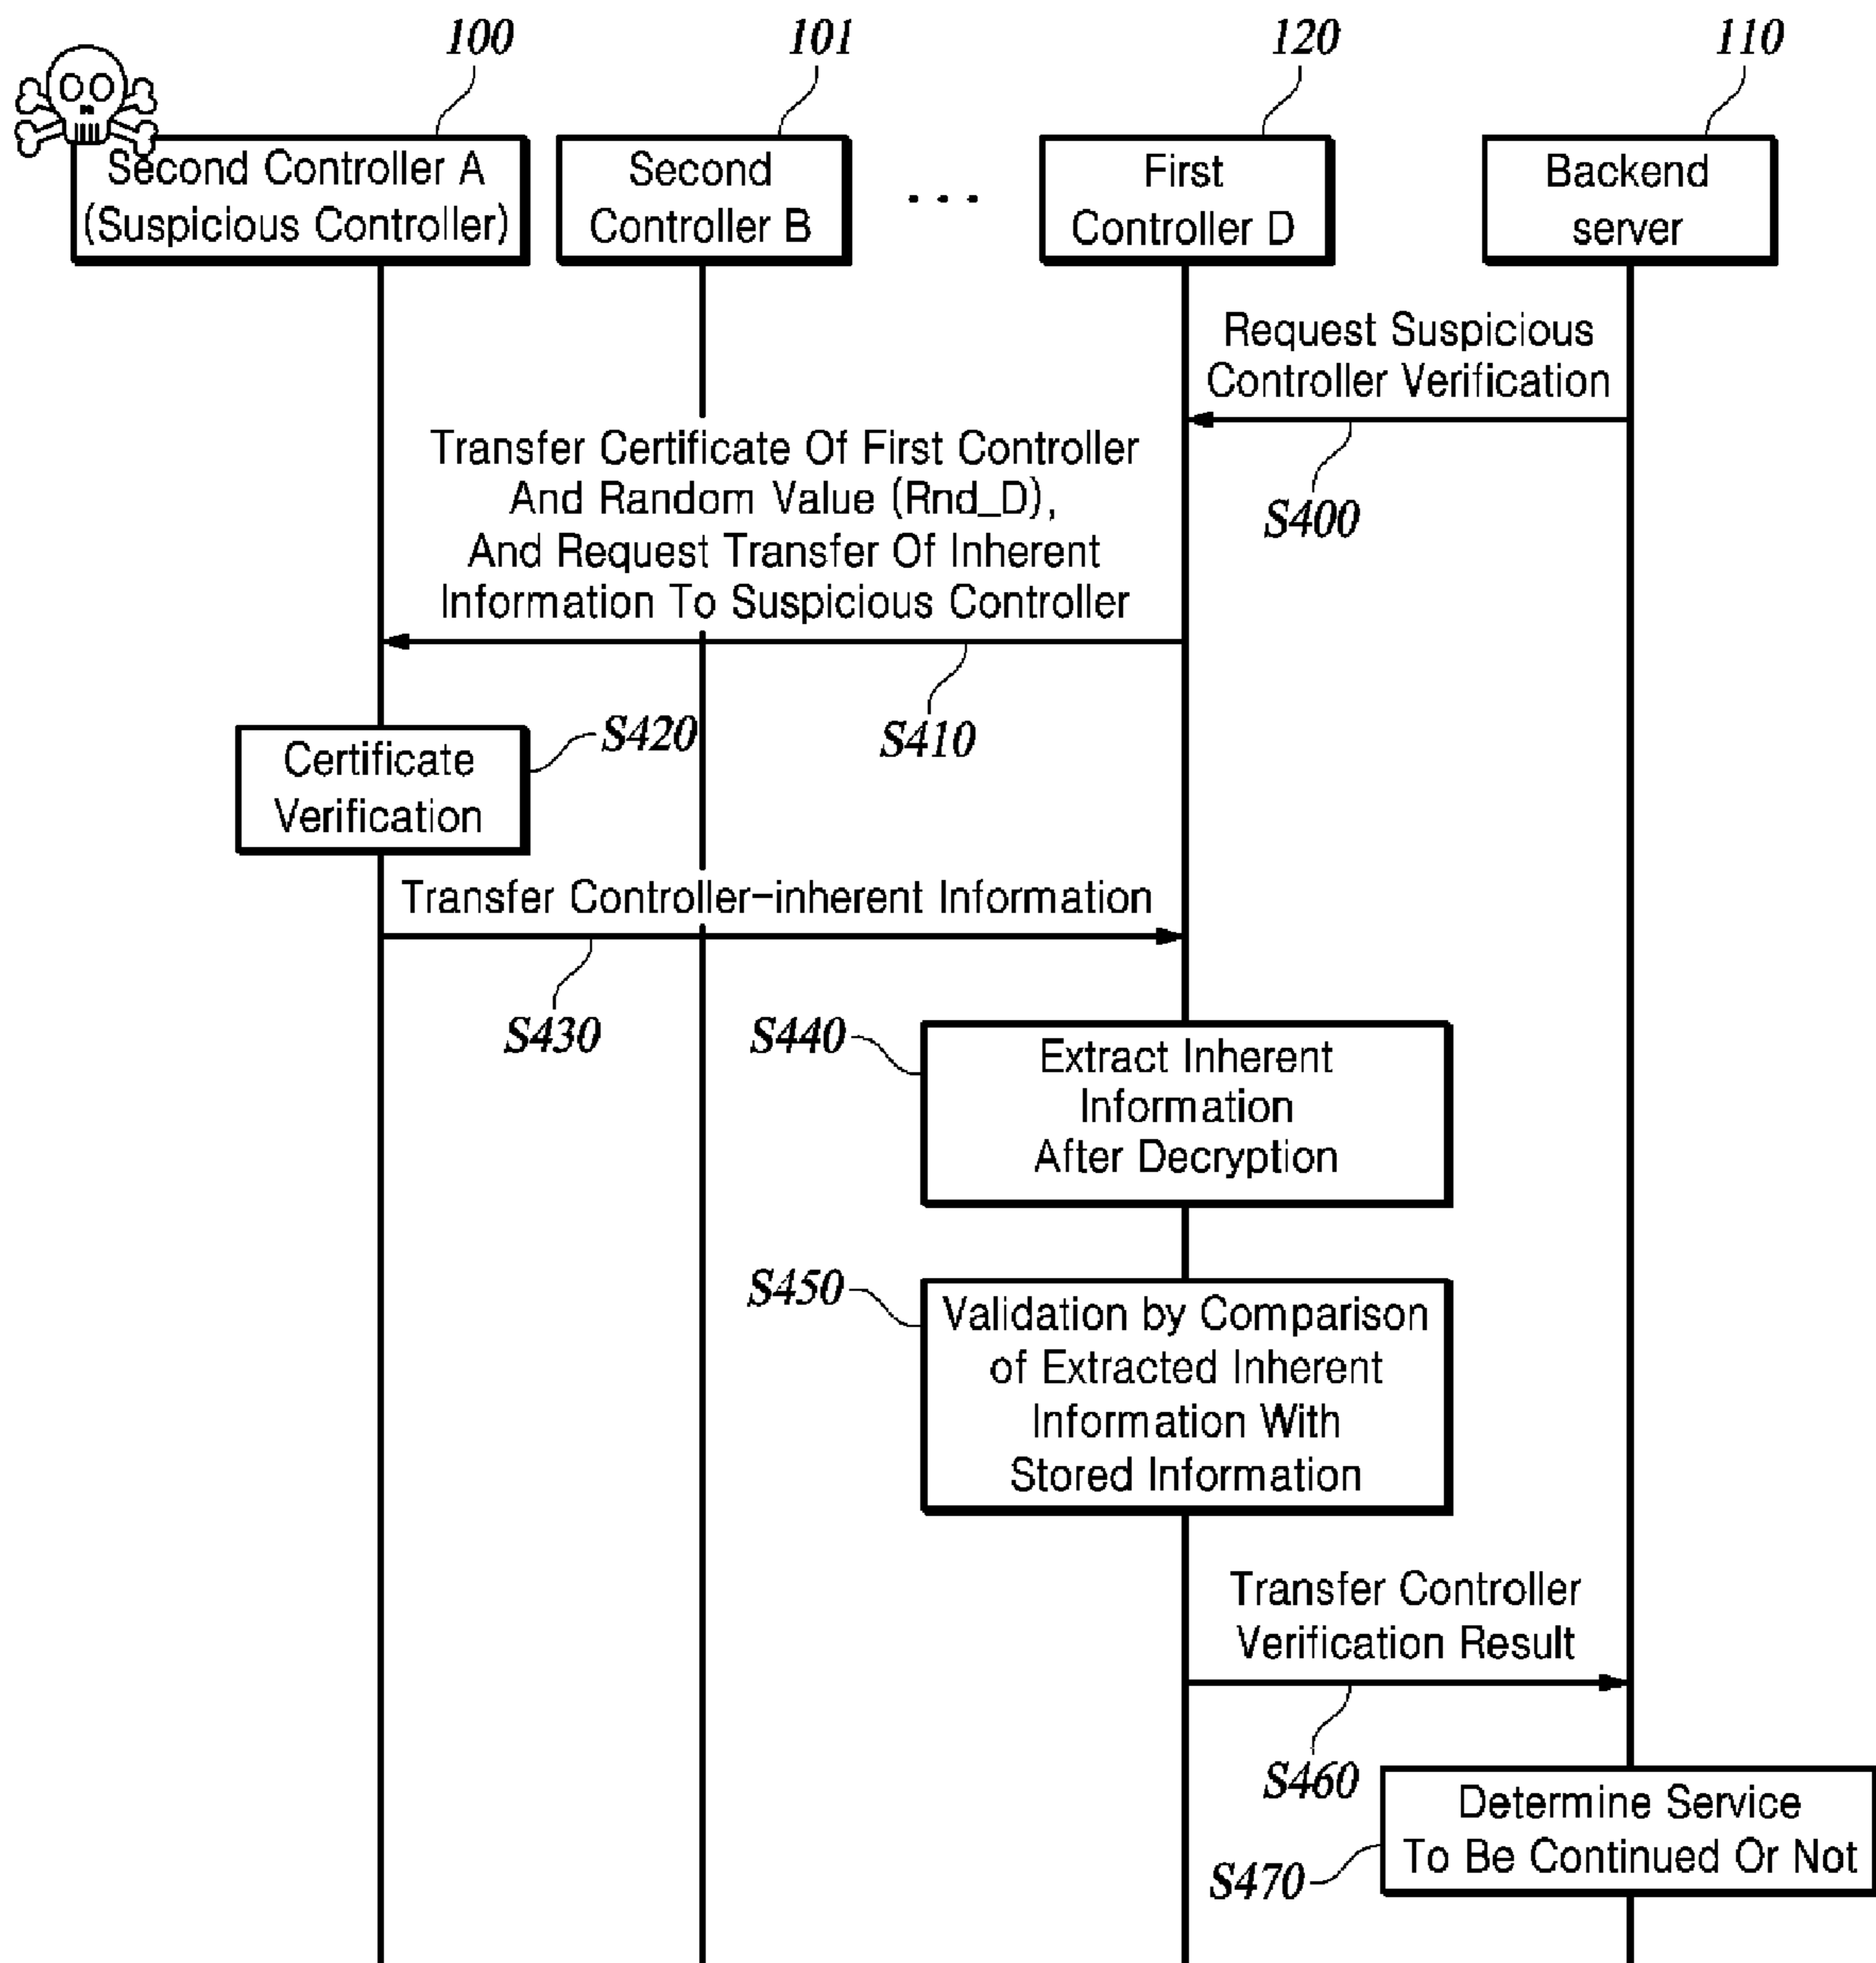 100
101
120
110
Second Controller A
(Suspicious Controller)
Second
Controller B
...
First
Controller D
Backend
server
Request Suspicious
Controller Verification
S400
Transfer Certificate Of First Controller
And Random Value (Rnd_D),
And Request Transfer Of Inherent
Information To Suspicious Controller
S410
Certificate
Verification
S420
Transfer Controller-inherent Information
S430
S440
Extract Inherent
Information
After Decryption
S450
Validation by Comparison
of Extracted Inherent
Information With
Stored Information
Transfer Controller
Verification Result
S460
Determine Service
To Be Continued Or Not
S470